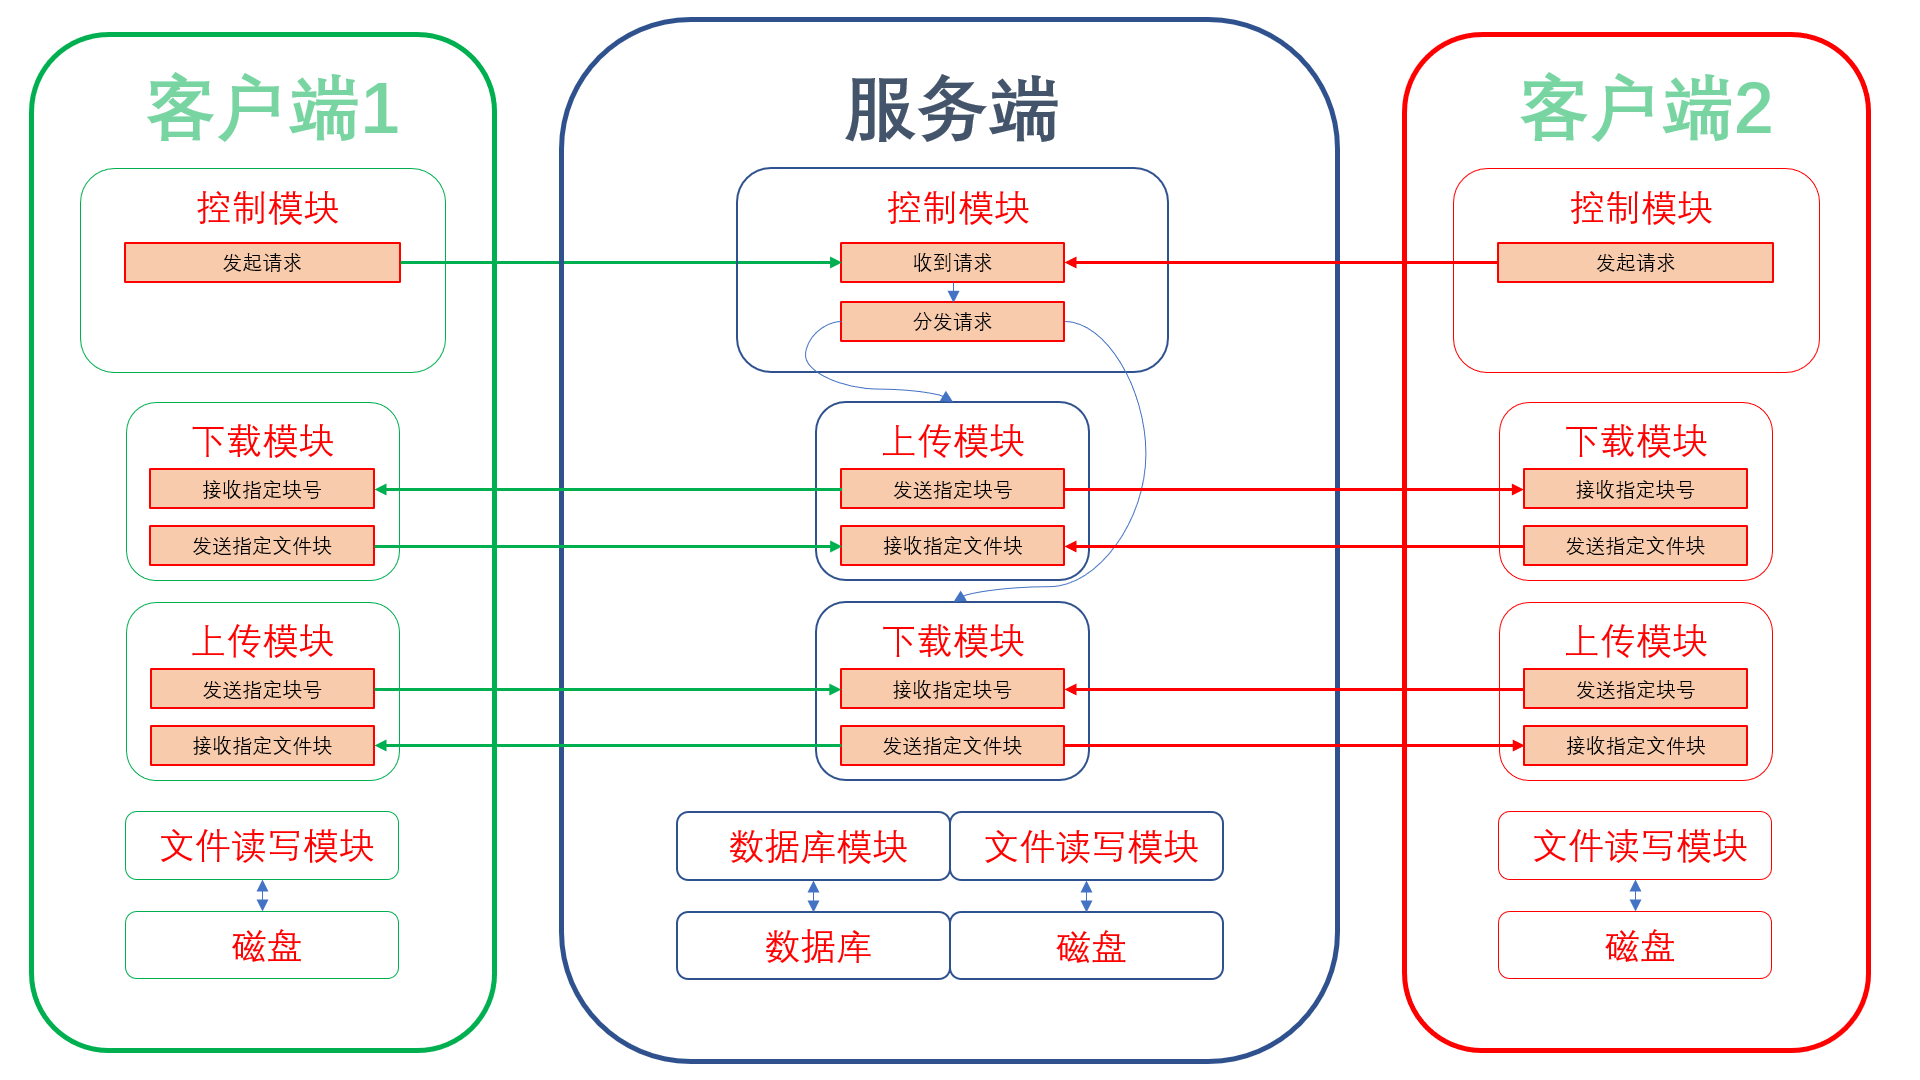 客户端1
控制模块
发起请求
下载模块
接收指定块号
发送指定文件块
上传模块
发送指定块号
接收指定文件块
文件读写模块
磁盘
服务端
控制模块
收到请求
分发请求
上传模块
发送指定块号
接收指定文件块
下载模块
接收指定块号
发送指定文件块
数据库模块
文件读写模块
数据库
磁盘
客户端2
控制模块
发起请求
下载模块
接收指定块号
发送指定文件块
上传模块
发送指定块号
接收指定文件块
文件读写模块
磁盘